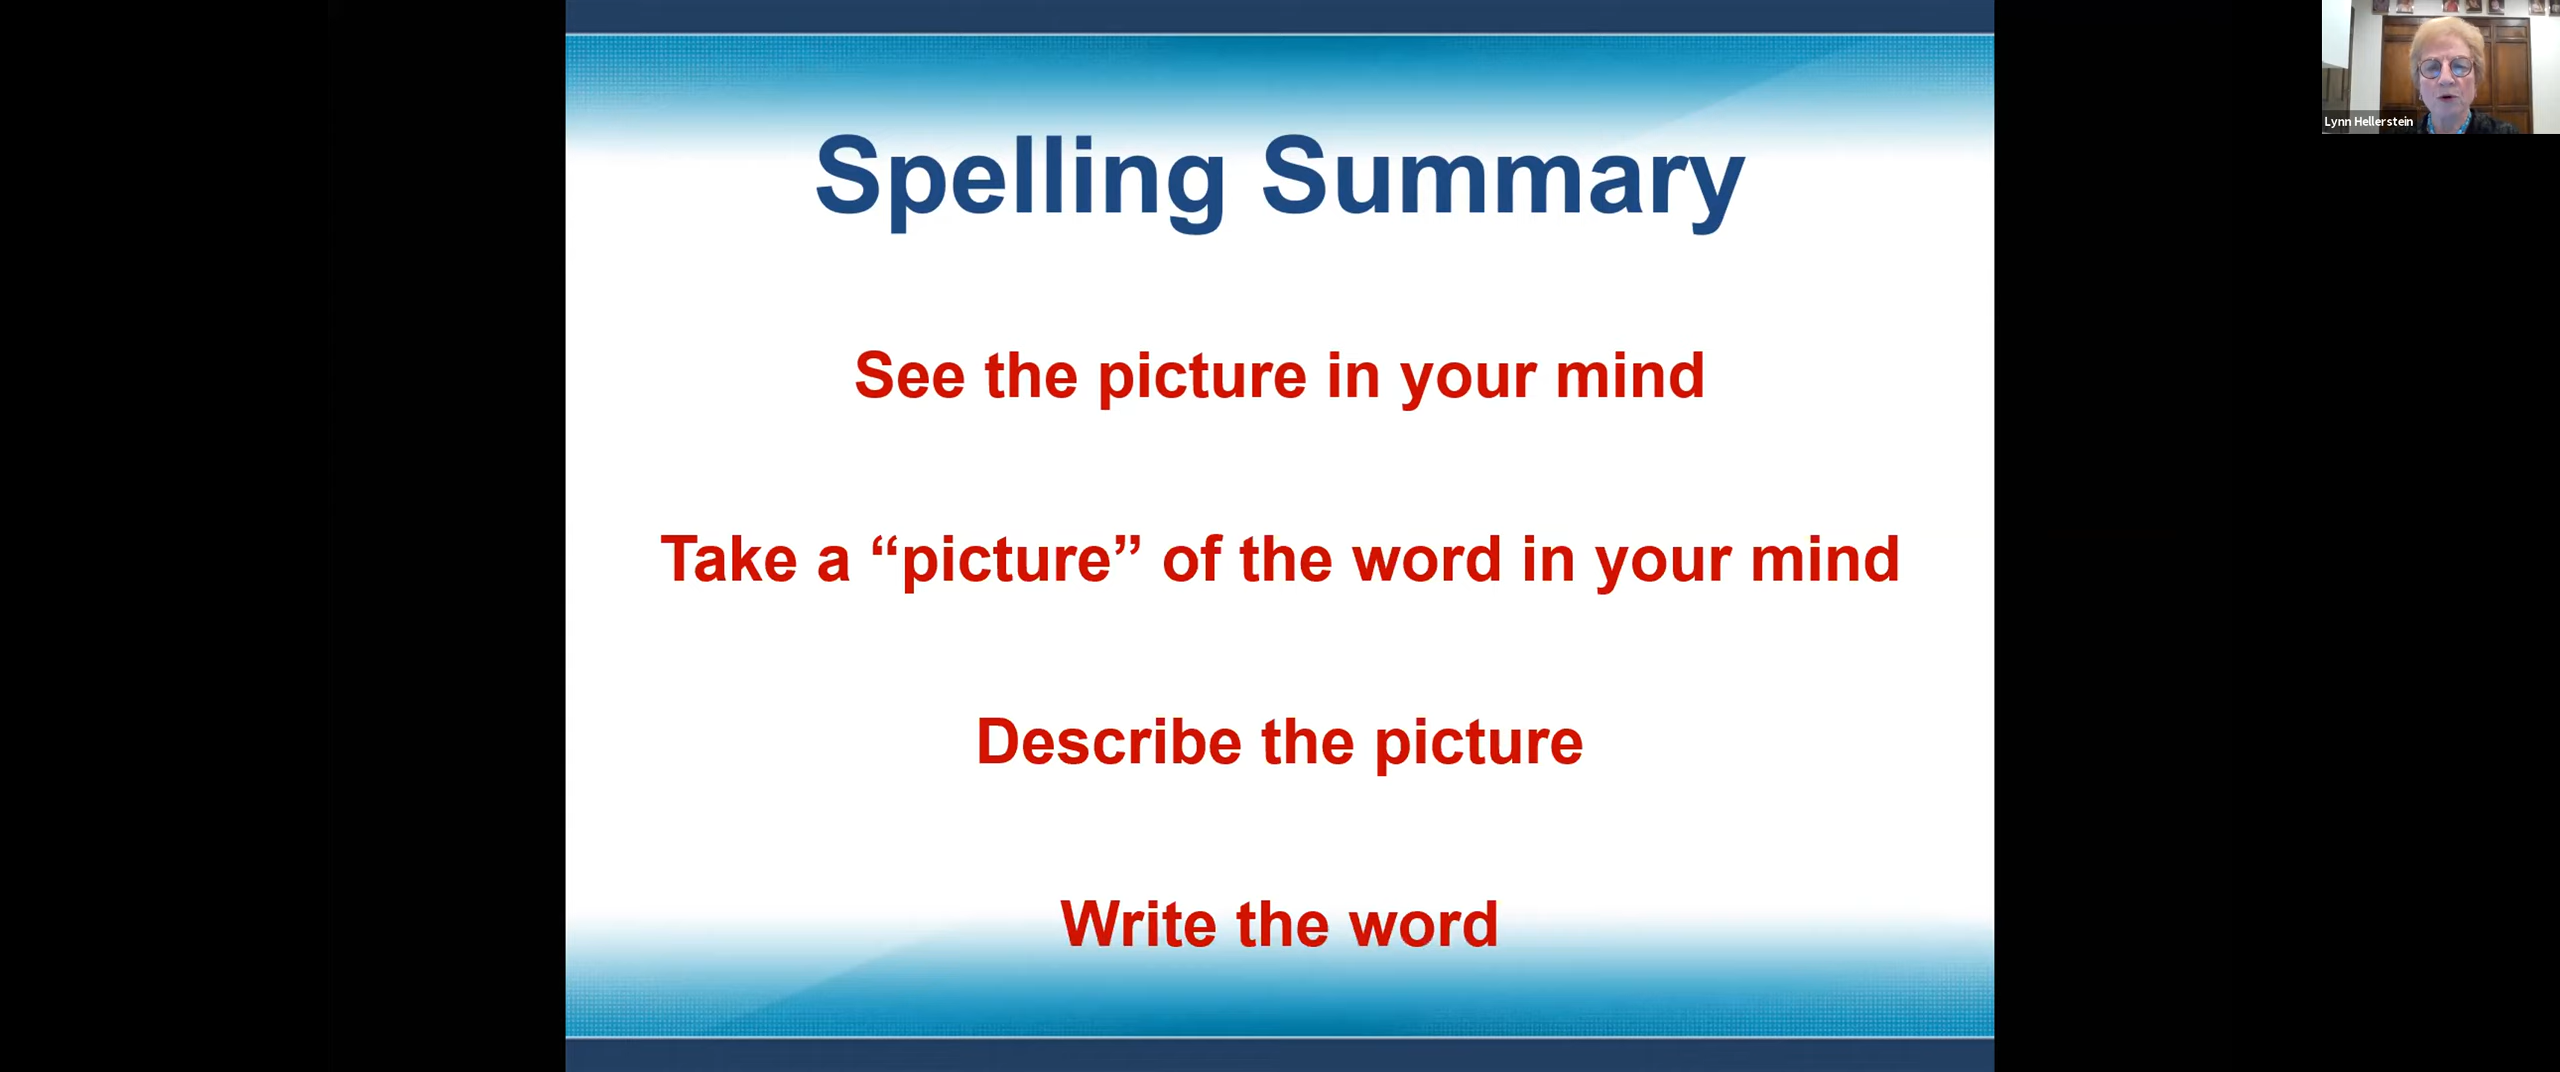 Spelling Summary
See the picture in your mind
Take a “picture” of the word in your mind
Describe the picture
Write the word
Lynn Hellerstein